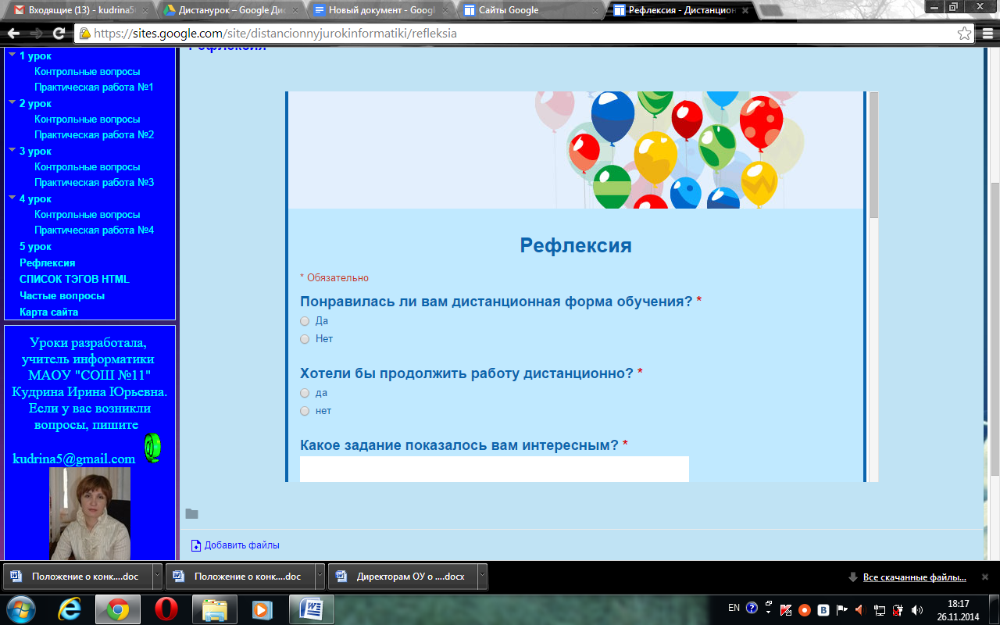 Входящие (13) - kudrina5
Дистанурок – Google Ди
Новый документ - Googl
Сайты Google
Рефлексия - Дистанцион
https://sites.google.com/site/distancionnyjurokinformatiki/refleksia
1 урок
Контрольные вопросы
Практическая работа №1
2 урок
Контрольные вопросы
Практическая работа №2
3 урок
Контрольные вопросы
Практическая работа №3
4 урок
Контрольные вопросы
Практическая работа №4
5 урок
Рефлексия
СПИСОК ТЭГОВ HTML
Частые вопросы
Карта сайта
Уроки разработала,
учитель информатики
МАОУ "СОШ №11"
Кудрина Ирина Юрьевна.
Если у вас возникли
вопросы, пишите
kudrina5@gmail.com
Рефлексия
Рефлексия
* Обязательно
Понравилась ли вам дистанционная форма обучения? *
Да
Нет
Хотели бы продолжить работу дистанционно? *
да
нет
Какое задание показалось вам интересным? *
Добавить файлы
Положение о конк....doc
Положение о конк....doc
Директорам ОУ о ....docx
Все скачанные файлы...
EN
18:17
26.11.2014